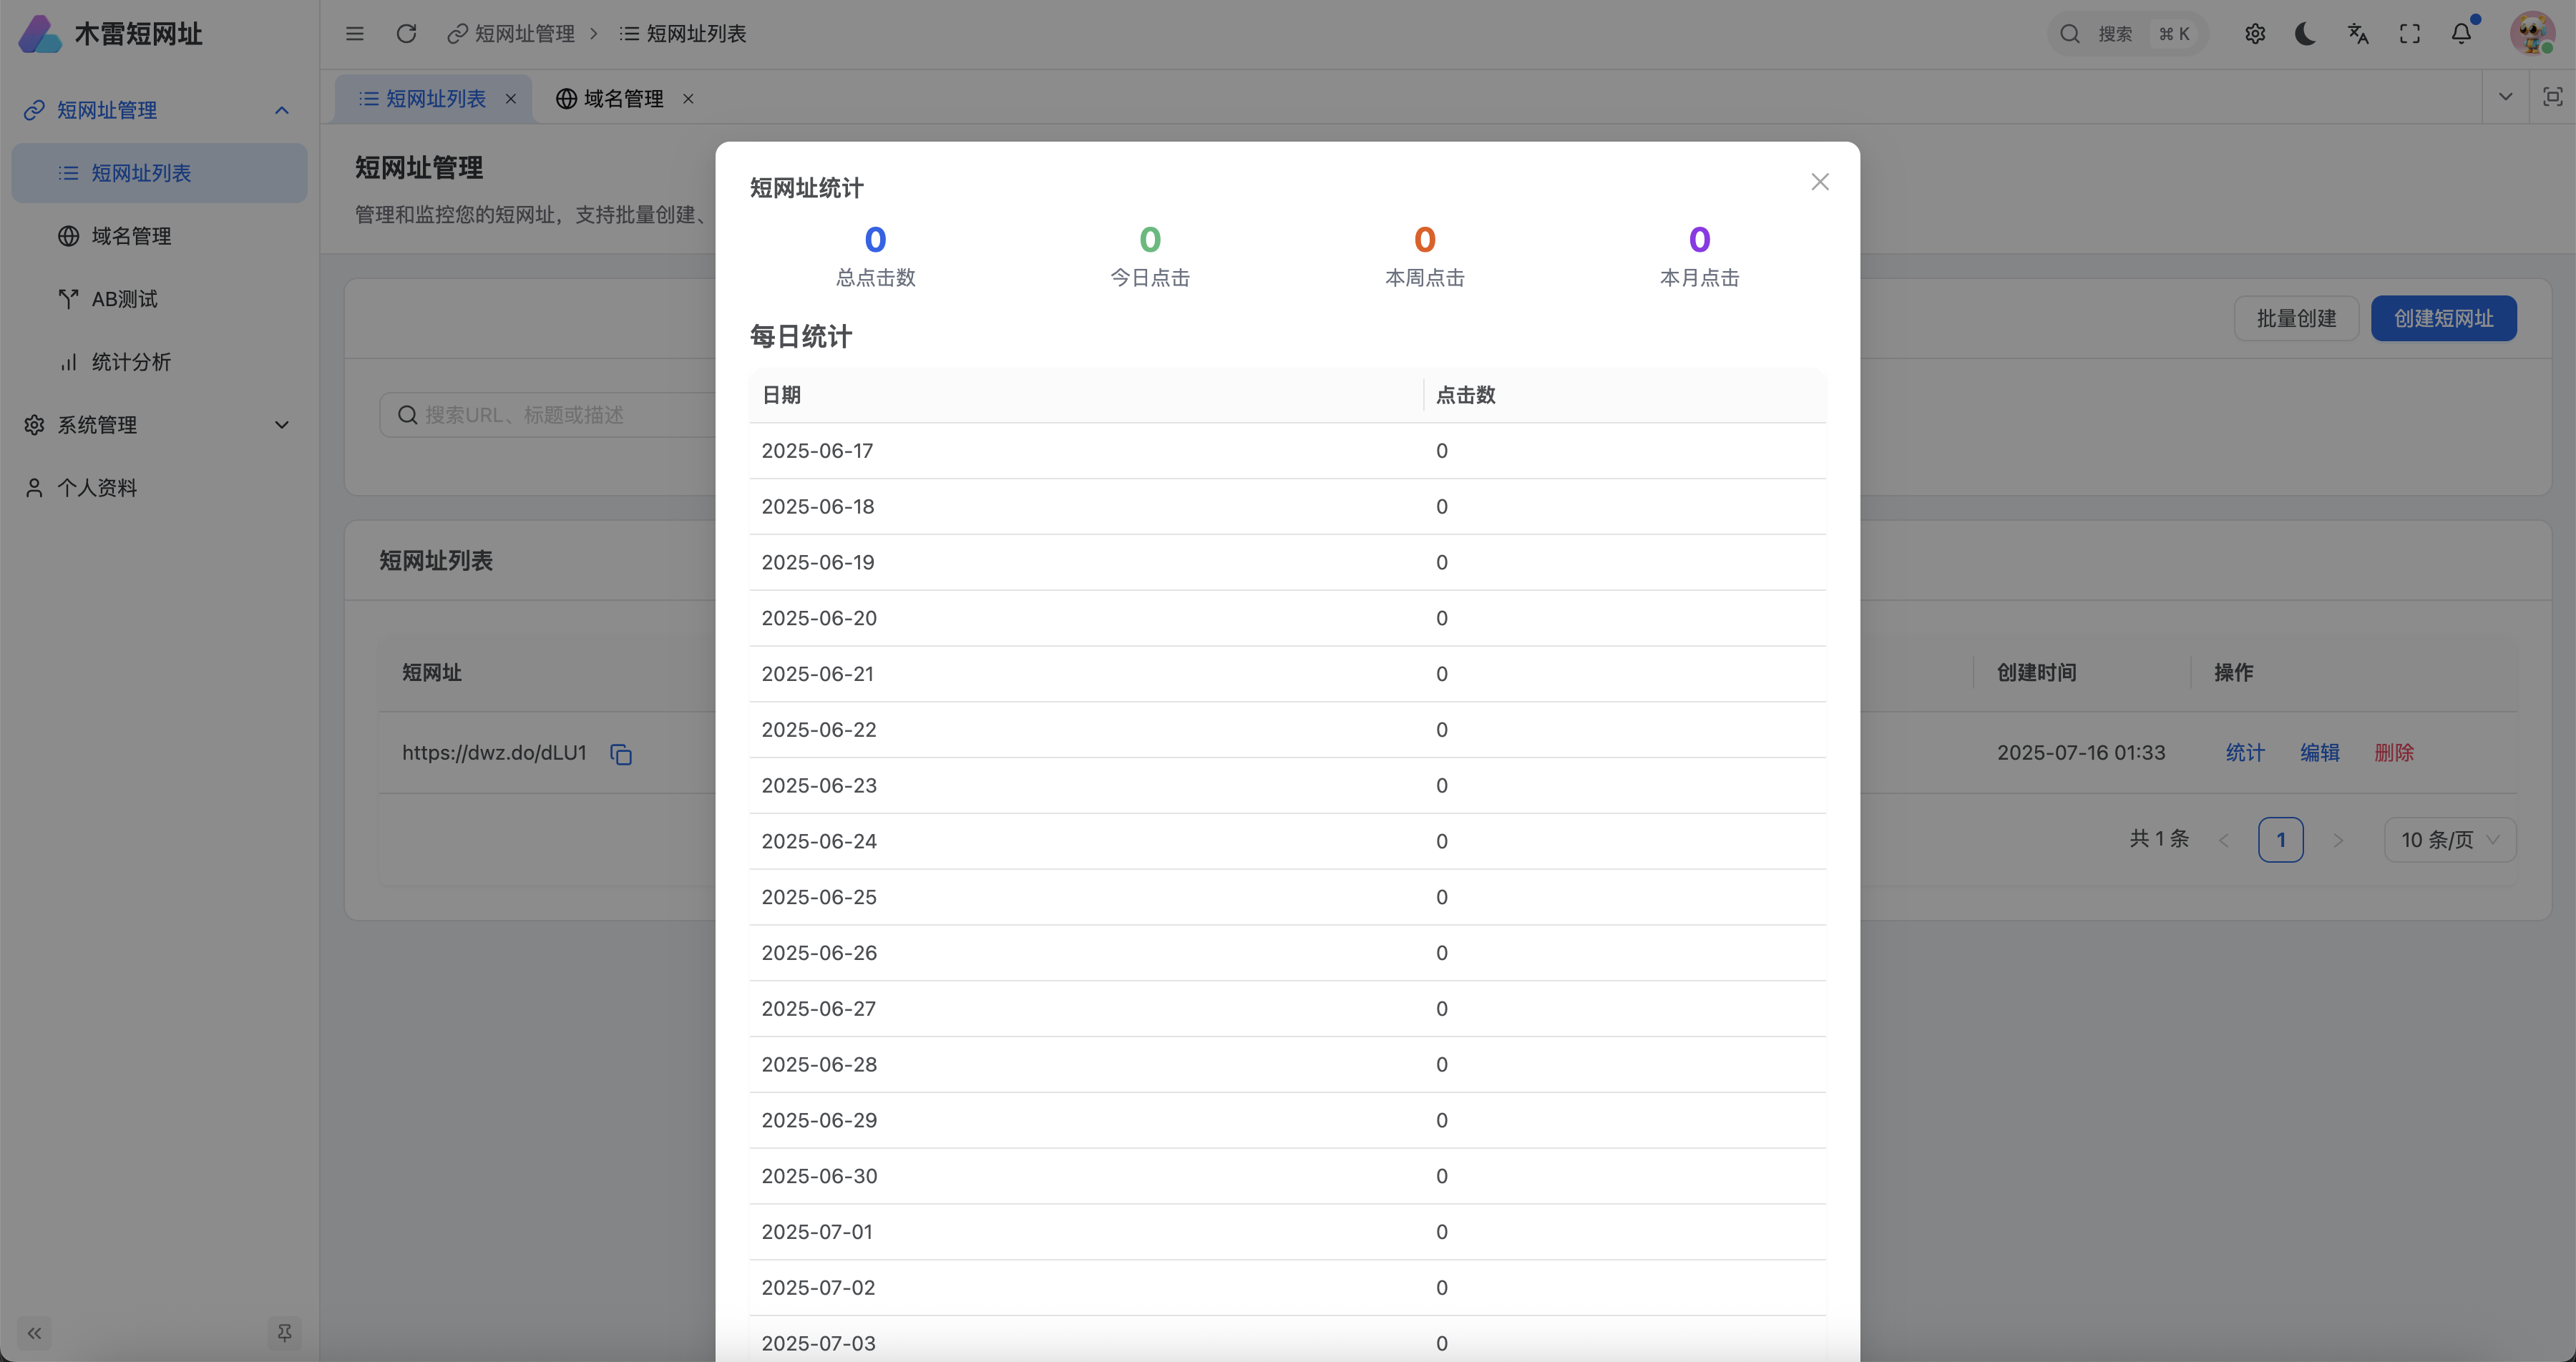 木雷短网址
短网址管理
短网址列表
域名管理
AB测试
统计分析
系统管理
个人资料
短网址管理 > 短网址列表
搜索 ⌘ K
短网址列表 ×
域名管理 ×
短网址管理
管理和监控您的短网址，支持批量创建、
批量创建
创建短网址
搜索URL、标题或描述
短网址列表
短网址
创建时间
操作
https://dwz.do/dLU1
2025-07-16 01:33
统计 编辑 删除
共 1 条
1
10 条/页
短网址统计
0
总点击数
0
今日点击
0
本周点击
0
本月点击
每日统计
日期 点击数
2025-06-17 0
2025-06-18 0
2025-06-19 0
2025-06-20 0
2025-06-21 0
2025-06-22 0
2025-06-23 0
2025-06-24 0
2025-06-25 0
2025-06-26 0
2025-06-27 0
2025-06-28 0
2025-06-29 0
2025-06-30 0
2025-07-01 0
2025-07-02 0
2025-07-03 0